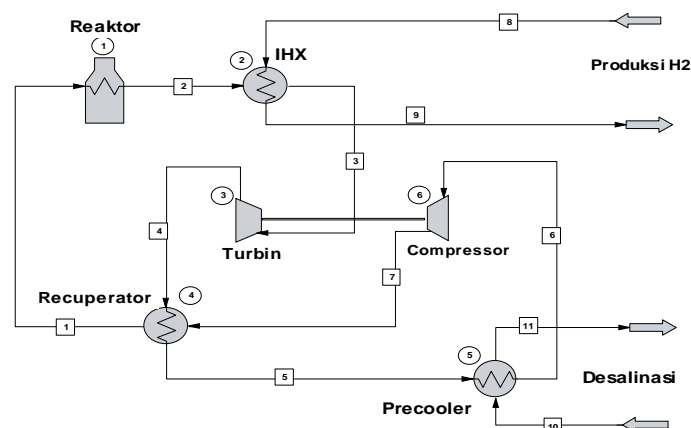 Reaktor
1
8
2
IHX
Produksi H2
2
9
3
3
6
4
Turbin
Compressor
6
7
Recuperator
4
1
11
5
5
Desalinasi
Precooler
10